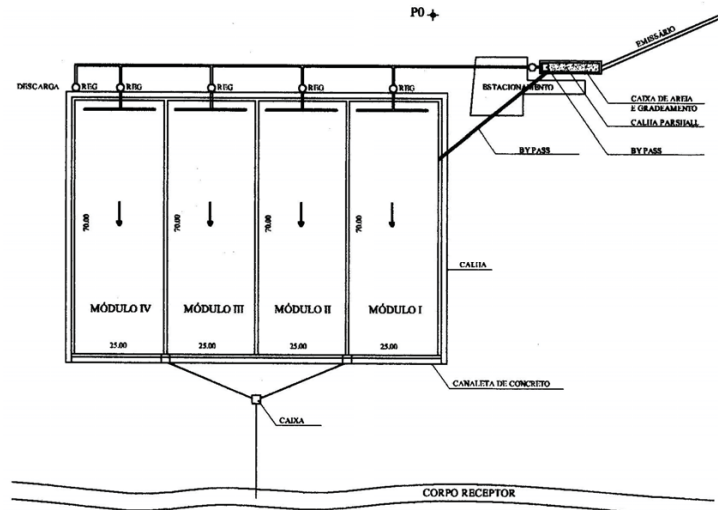 P0
EMISSÁRIO
DESCARGA
REG
REG
REG
REG
REG
ESTACIONAMENTO
CAIXA DE AREIA
E GRADEAMENTO
CALHA PARSHALL
BY PASS
BY PASS
70.00
70.00
70.00
70.00
CALHA
MÓDULO IV
MÓDULO III
MÓDULO II
MÓDULO I
25.00
25.00
25.00
25.00
CANALETA DE CONCRETO
CAIXA
CORPO RECEPTOR